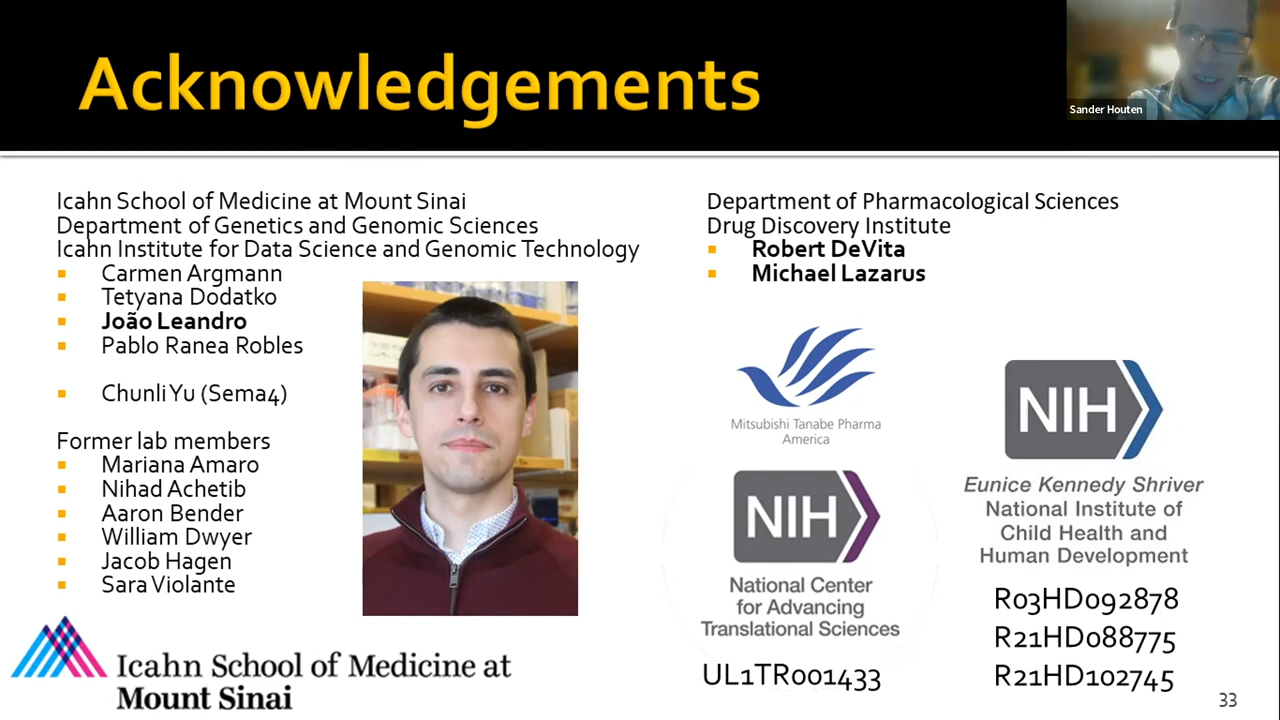 Acknowledgements
Sander Houten
Icahn School of Medicine at Mount Sinai
Department of Genetics and Genomic Sciences
Icahn Institute for Data Science and Genomic Technology
Carmen Argmann
Tetyana Dodatko
João Leandro
Pablo Ranea Robles
Chunli Yu (Sema4)
Former lab members
Mariana Amaro
Nihad Achetib
Aaron Bender
William Dwyer
Jacob Hagen
Sara Violante
Icahn School of Medicine at
Mount Sinai
Department of Pharmacological Sciences
Drug Discovery Institute
Robert DeVita
Michael Lazarus
Mitsubishi Tanabe Pharma
America
NIH
National Center
for Advancing
Translational Sciences
UL1TR001433
NIH
Eunice Kennedy Shriver
National Institute of
Child Health and
Human Development
R03HD092878
R21HD088775
R21HD102745
33